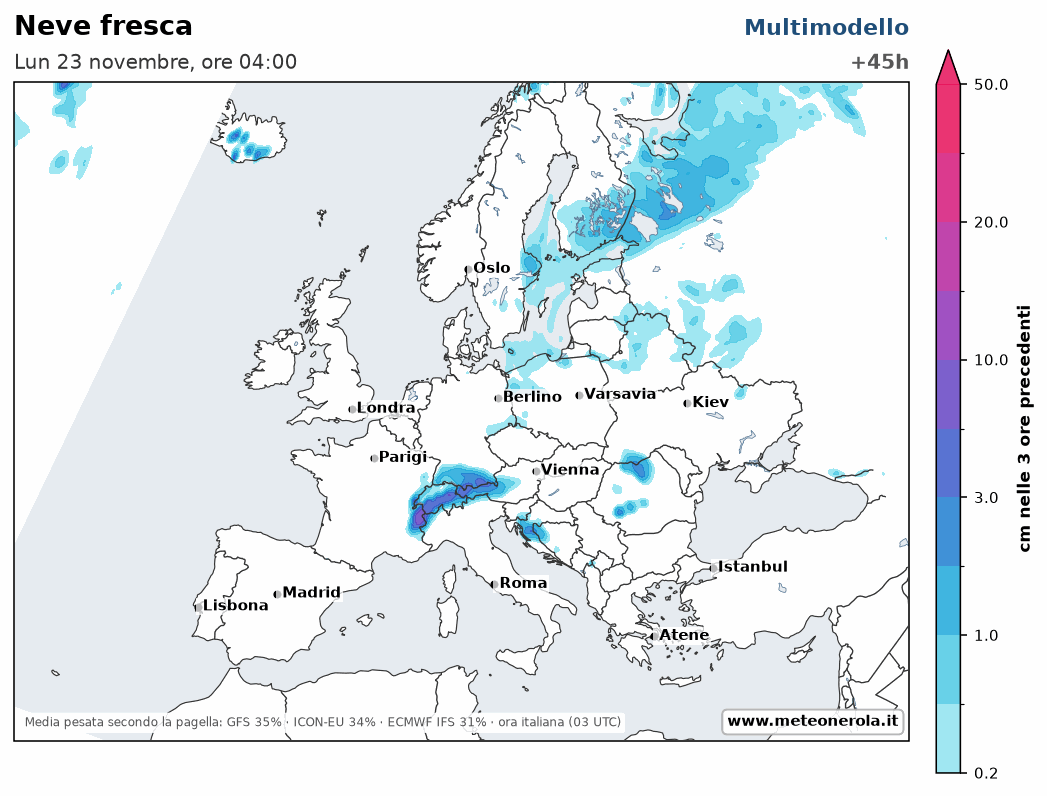 Neve fresca
Multimodello
Lun 23 novembre, ore 04:00
+45h
50.0
20.0
10.0
3.0
1.0
0.2
cm nelle 3 ore precedenti
Oslo
Berlino
Varsavia
Kiev
Londra
Parigi
Vienna
Istanbul
Roma
Madrid
Lisbona
Atene
Media pesata secondo la pagella: GFS 35% · ICON-EU 34% · ECMWF IFS 31% · ora italiana (03 UTC)
www.meteonerola.it